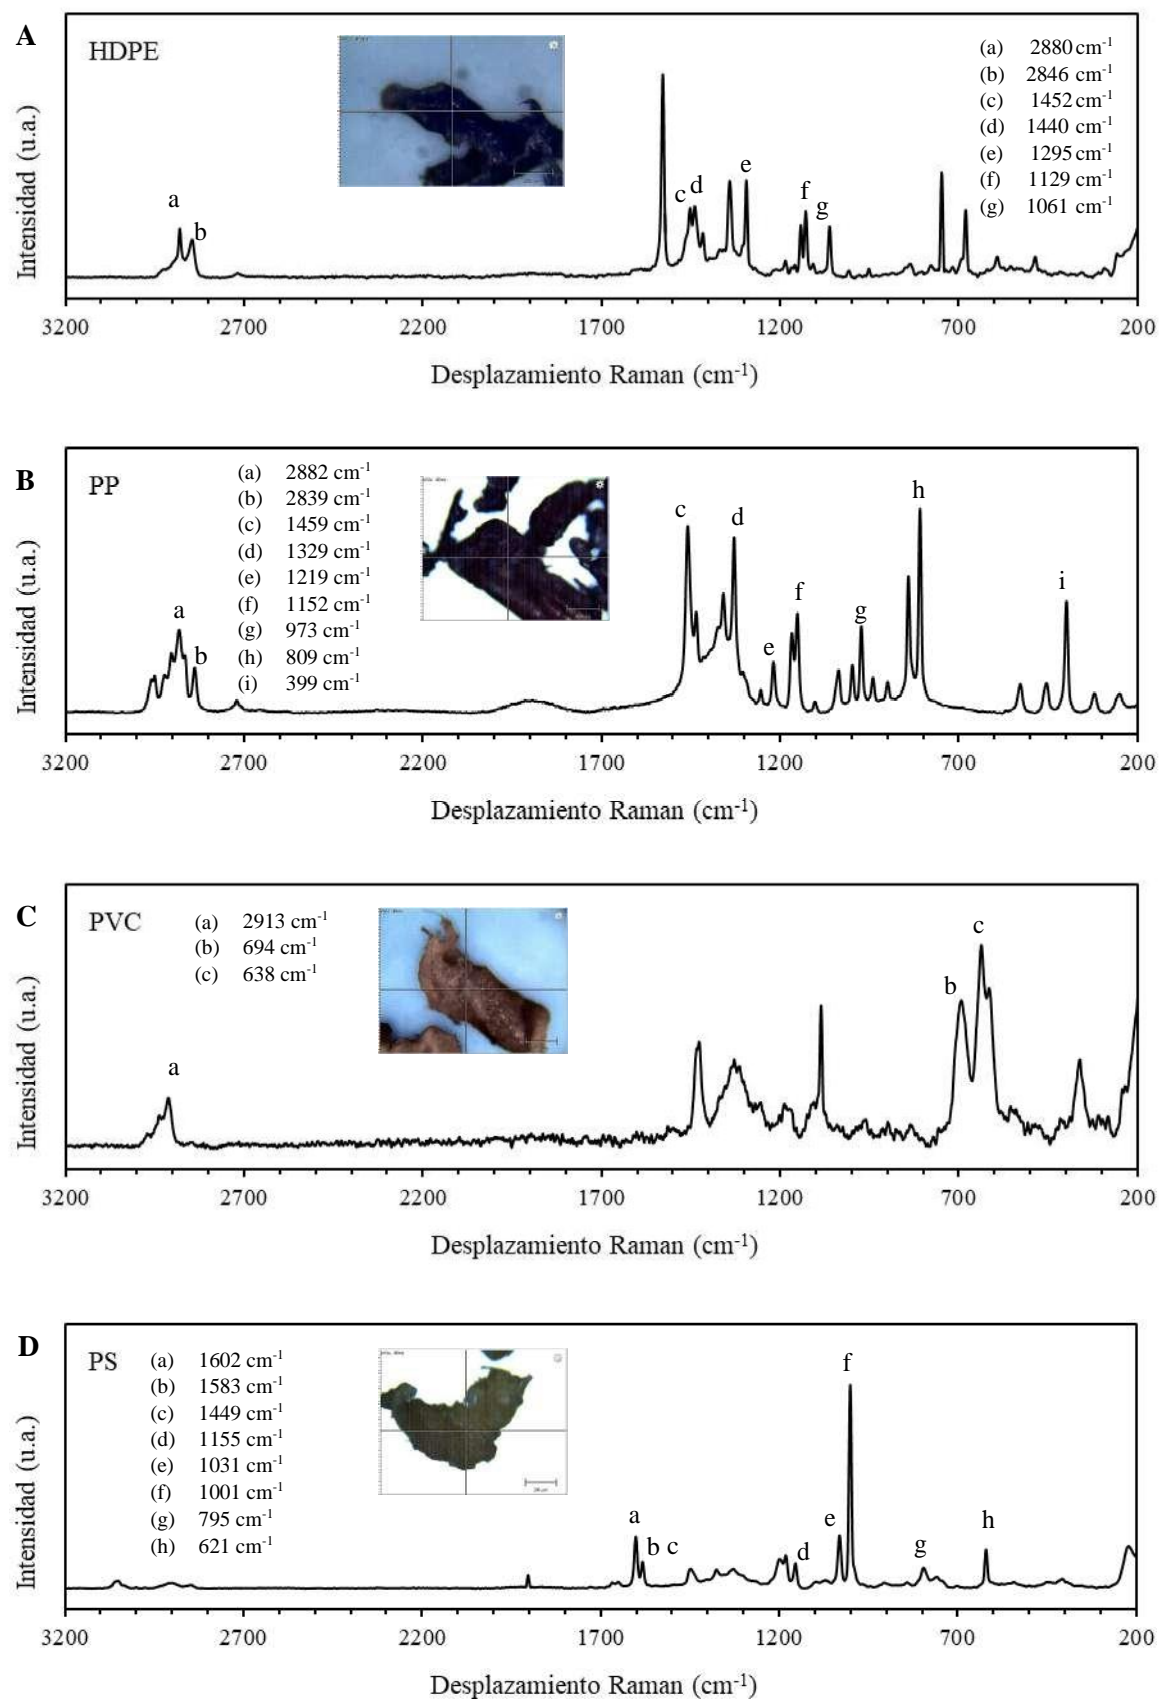 A
HDPE
(a) 2880 cm-1
(b) 2846 cm-1
(c) 1452 cm-1
(d) 1440 cm-1
(e) 1295 cm-1
(f) 1129 cm-1
(g) 1061 cm-1
a
b
c
d
e
f
g
Intensidad (u.a.)
3200 2700 2200 1700 1200 700 200
Desplazamiento Raman (cm-1)
B
PP
(a) 2882 cm-1
(b) 2839 cm-1
(c) 1459 cm-1
(d) 1329 cm-1
(e) 1219 cm-1
(f) 1152 cm-1
(g) 973 cm-1
(h) 809 cm-1
(i) 399 cm-1
a
b
c
d
e
f
g
h
i
Intensidad (u.a.)
3200 2700 2200 1700 1200 700 200
Desplazamiento Raman (cm-1)
C
PVC
(a) 2913 cm-1
(b) 694 cm-1
(c) 638 cm-1
a
b
c
Intensidad (u.a.)
3200 2700 2200 1700 1200 700 200
Desplazamiento Raman (cm-1)
D
PS
(a) 1602 cm-1
(b) 1583 cm-1
(c) 1449 cm-1
(d) 1155 cm-1
(e) 1031 cm-1
(f) 1001 cm-1
(g) 795 cm-1
(h) 621 cm-1
a
b
c
d
e
f
g
h
Intensidad (u.a.)
3200 2700 2200 1700 1200 700 200
Desplazamiento Raman (cm-1)